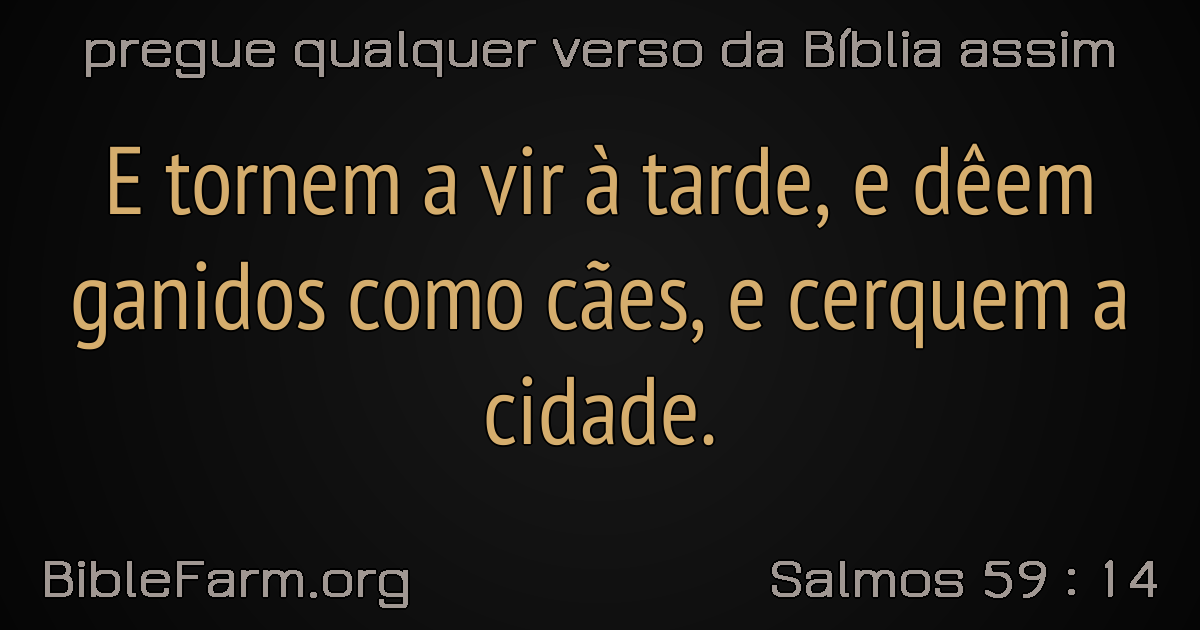 pregue qualquer verso da Bíblia assim
E tornem a vir à tarde, e dêem
ganidos como cães, e cerquem a
cidade.
BibleFarm.org
Salmos 59 : 14